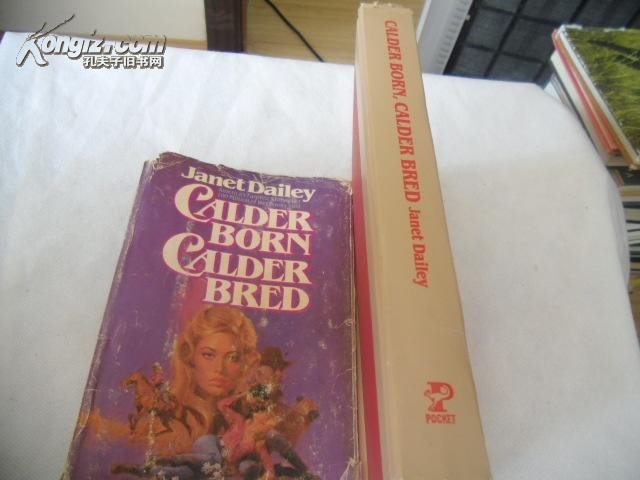 Kongfz.com
孔夫子旧书网
Janet Dailey
CALDER
BORN
CALDER
BRED
CALDER BORN, CALDER BRED Janet Dailey
POCKET